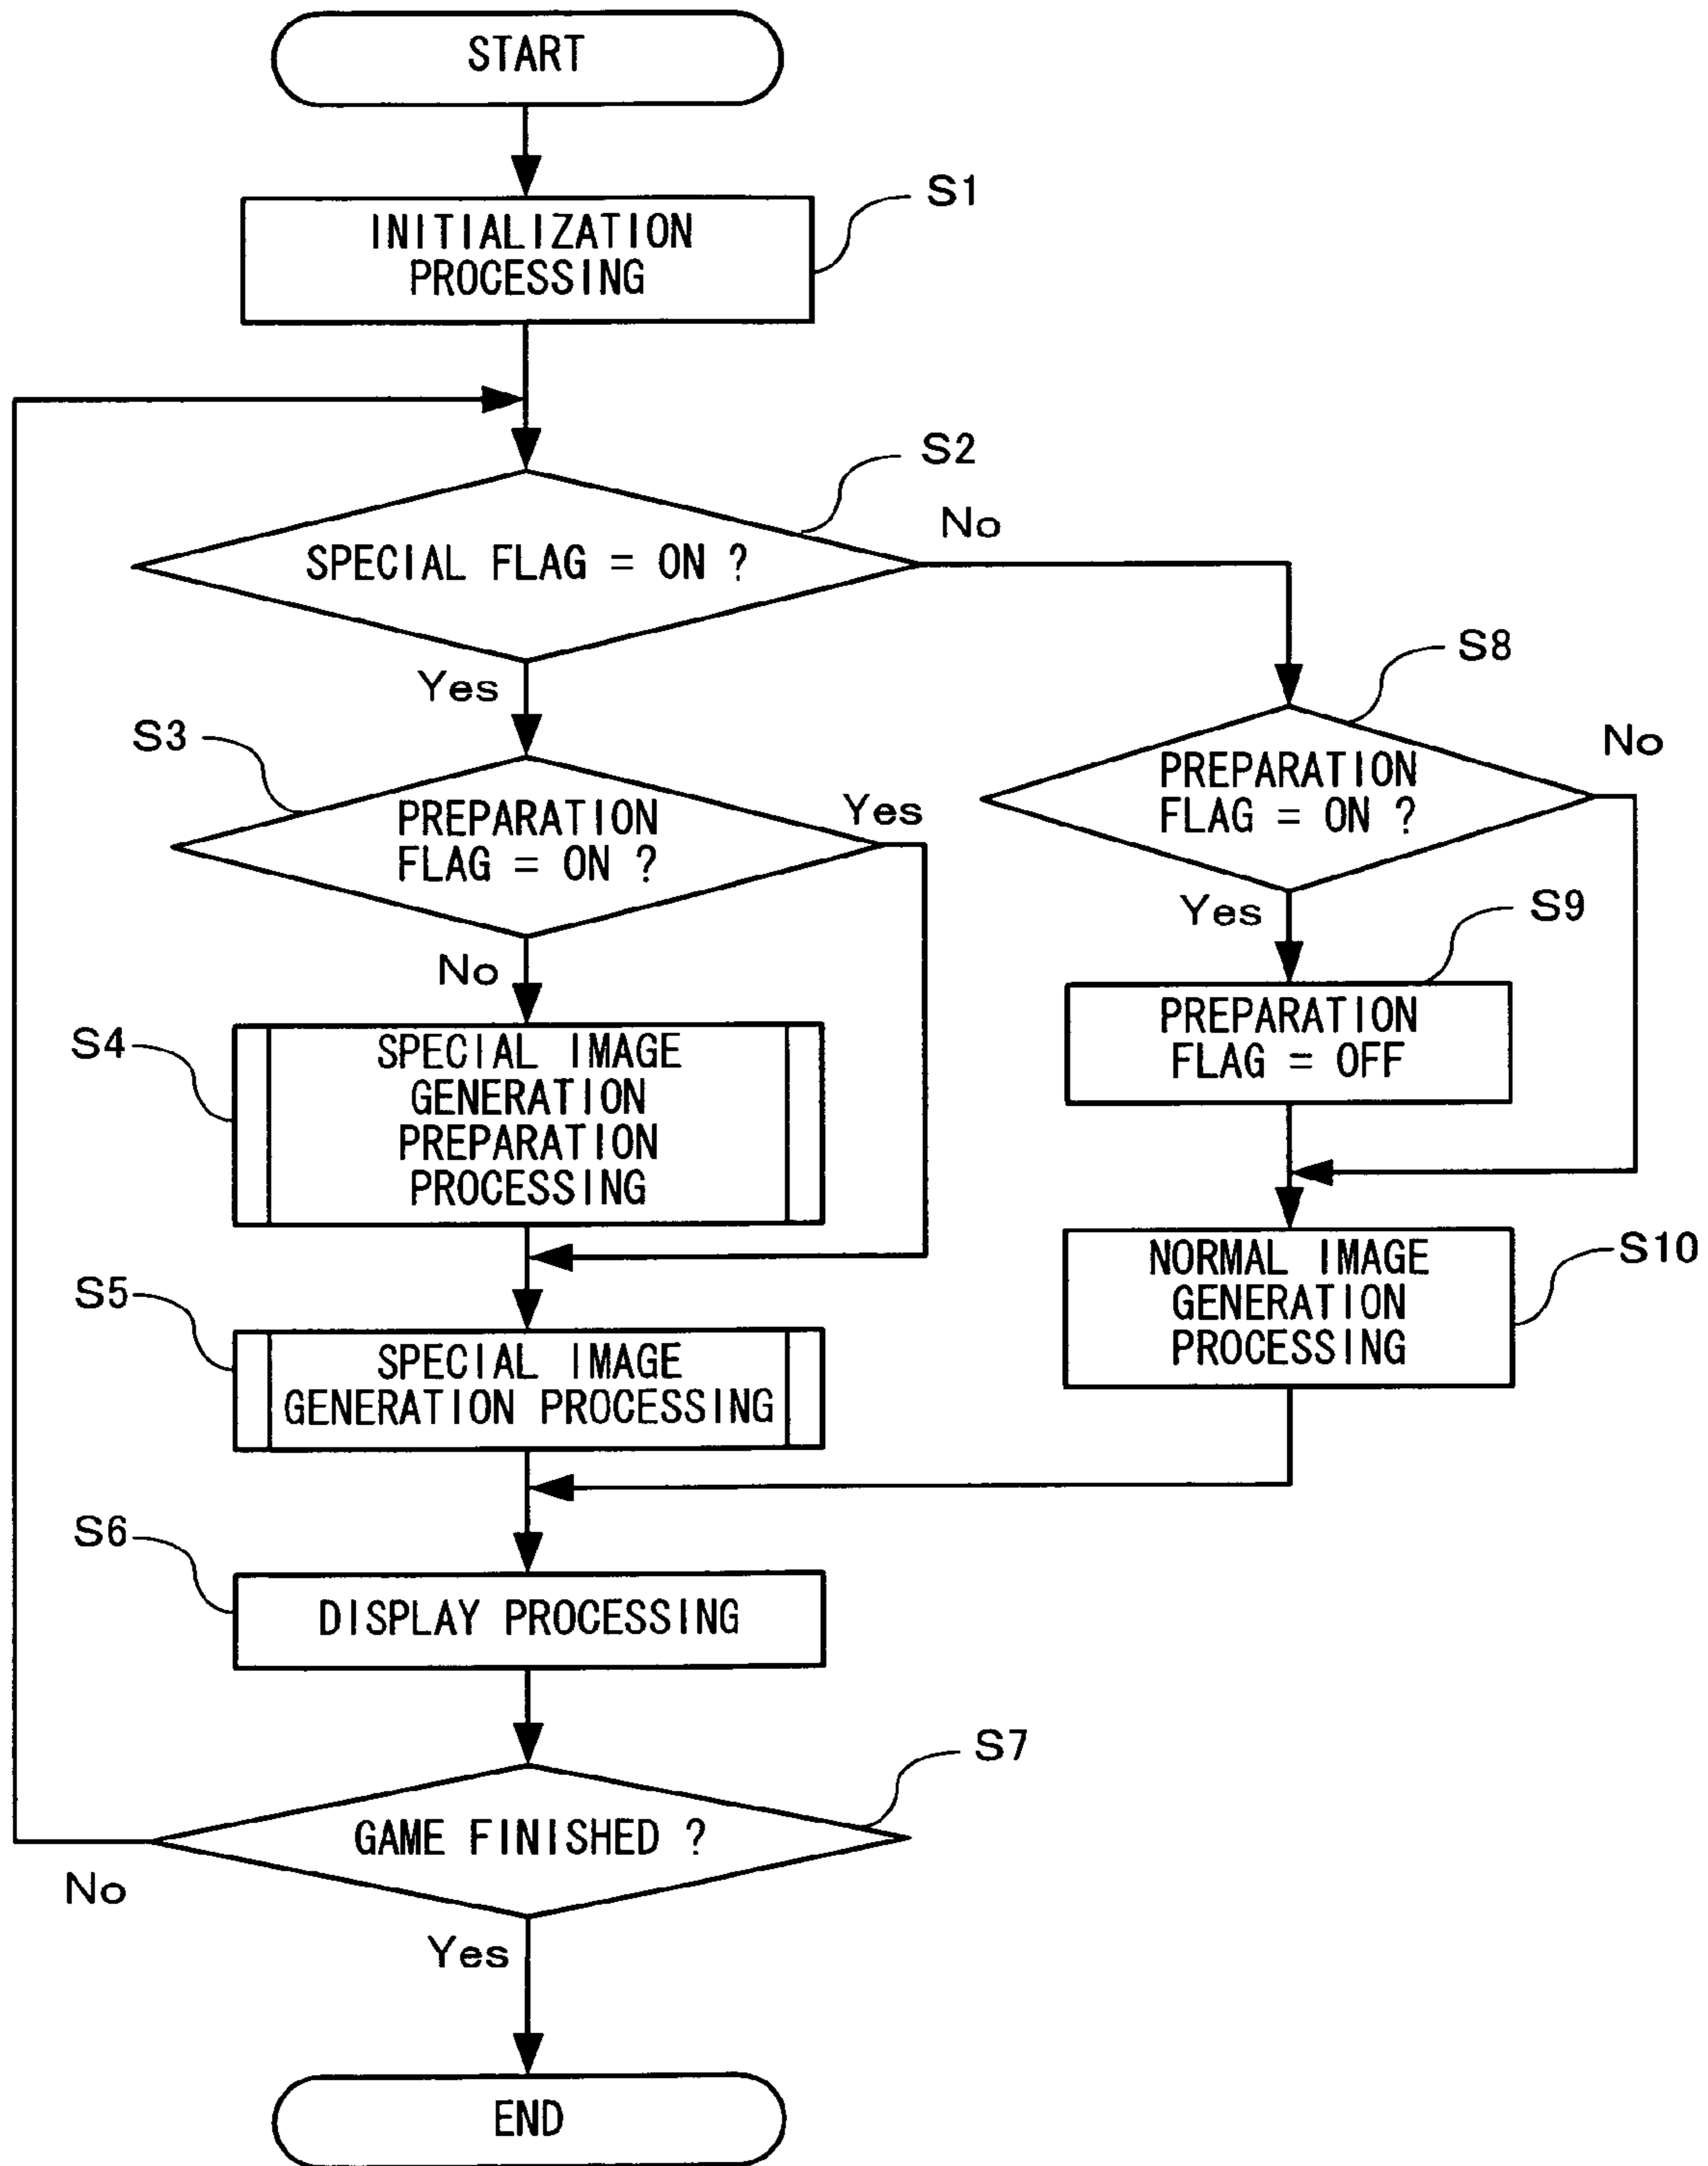 START
S1
INITIALIZATION
PROCESSING
S2
No
SPECIAL FLAG = ON ?
Yes
S8
S3
No
PREPARATION
FLAG = ON ?
Yes
PREPARATION
FLAG = ON ?
Yes
S9
No
PREPARATION
FLAG = OFF
S4
SPECIAL IMAGE
GENERATION
PREPARATION
PROCESSING
S10
NORMAL IMAGE
GENERATION
PROCESSING
S5
SPECIAL IMAGE
GENERATION PROCESSING
S6
DISPLAY PROCESSING
S7
GAME FINISHED ?
No
Yes
END